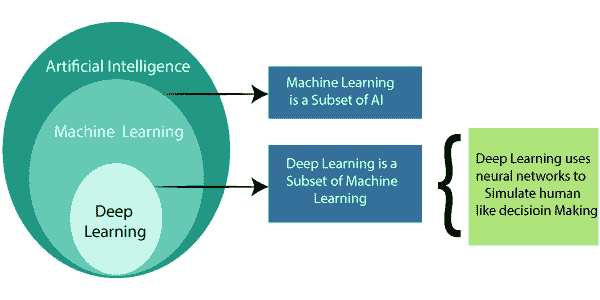 Artificial Intelligence
Machine Learning
Deep
Learning
Machine Learning
is a Subset of AI
Deep Learning is a
Subset of Machine
Learning
Deep Learning uses
neural networks to
Simulate human
like decisioin Making